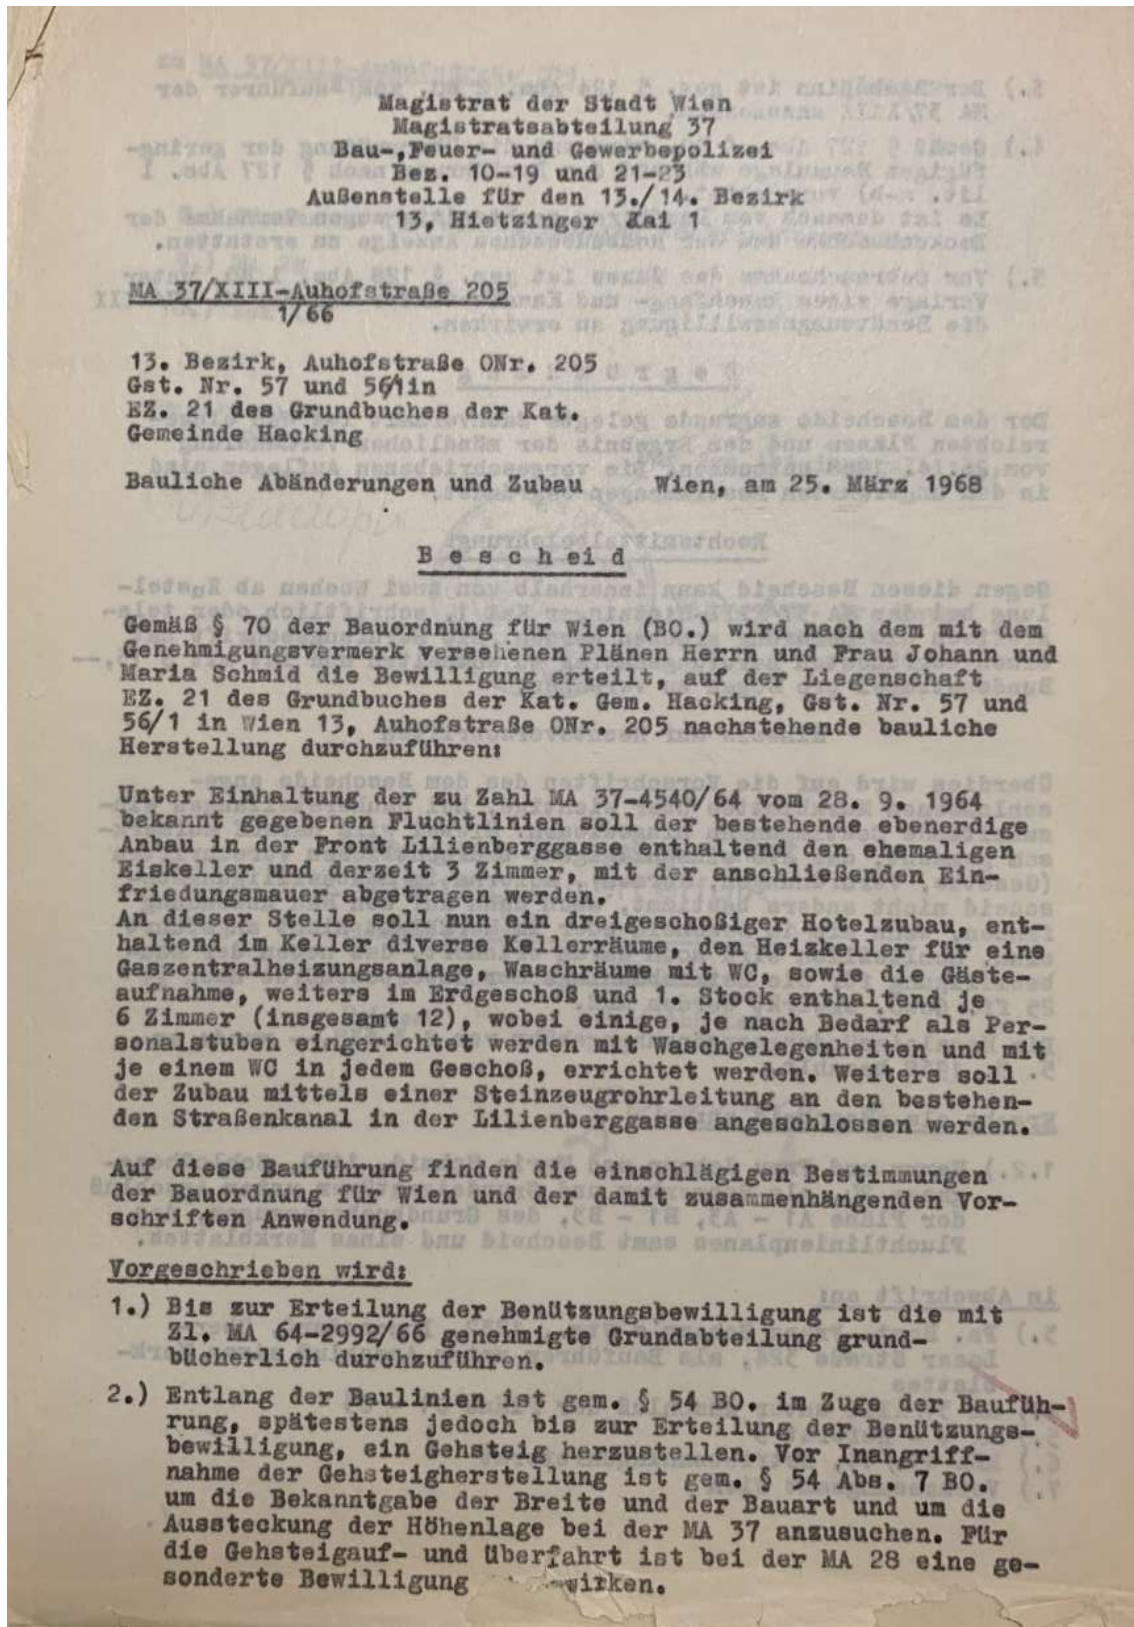 Magistrat der Stadt Wien
Magistratsabteilung 37
Bau-,Feuer- und Gewerbepolizei
Bez. 10-19 und 21-23
Außenstelle für den 13./14. Bezirk
13, Hietzinger Kai 1
MA 37/XIII-Auhofstraße 205
1/66
13. Bezirk, Auhofstraße ONr. 205
Gst. Nr. 57 und 56/1in
EZ. 21 des Grundbuches der Kat.
Gemeinde Hacking
Bauliche Abänderungen und Zubau Wien, am 25. März 1968
B e s c h ei d
Gemäß § 70 der Bauordnung für Wien (BO.) wird nach dem mit dem
Genehmigungsvermerk versehenen Plänen Herrn und Frau Johann und
Maria Schmid die Bewilligung erteilt, auf der Liegenschaft
EZ. 21 des Grundbuches der Kat. Gem. Hacking, Gst. Nr. 57 und
56/1 in Wien 13, Auhofstraße ONr. 205 nachstehende bauliche
Herstellung durchzuführen:
Unter Einhaltung der zu Zahl MA 37-4540/64 vom 28. 9. 1964
bekannt gegebenen Fluchtlinien soll der bestehende ebenerdige
Anbau in der Front Lilienberggasse enthaltend den ehemaligen
Eiskeller und derzeit 3 Zimmer, mit der anschließenden Ein-
friedungsmauer abgetragen werden.
An dieser Stelle soll nun ein dreigeschoßiger Hotelzubau, ent-
haltend im Keller diverse Kellerräume, den Heizkeller für eine
Gaszentralheizungsanlage, Waschräume mit WC, sowie die Gäste-
aufnahme, weiters im Erdgeschoß und 1. Stock enthaltend je
6 Zimmer (insgesamt 12), wobei einige, je nach Bedarf als Per-
sonalstuben eingerichtet werden mit Waschgelegenheiten und mit
je einem WC in jedem Geschoß, errichtet werden. Weiters soll
der Zubau mittels einer Steinzeugrohrleitung an den bestehen-
den Straßenkanal in der Lilienberggasse angeschlossen werden.
Auf diese Bauführung finden die einschlägigen Bestimmungen
der Bauordnung für Wien und der damit zusammenhängenden Vor-
schriften Anwendung.
Vorgeschrieben wird:
1.) Bis zur Erteilung der Benützungsbewilligung ist die mit
Zl. MA 64-2992/66 genehmigte Grundabteilung grund-
bücherlich durchzuführen.
2.) Entlang der Baulinien ist gem. § 54 BO. im Zuge der Baufüh-
rung, spätestens jedoch bis zur Erteilung der Benützungs-
bewilligung, ein Gehsteig herzustellen. Vor Inangriff-
nahme der Gehsteigherstellung ist gem. § 54 Abs. 7 BO.
um die Bekanntgabe der Breite und der Bauart und um die
Aussteckung der Höhenlage bei der MA 37 anzusuchen. Für
die Gehsteigauf- und Überfahrt ist bei der MA 28 eine ge-
sonderte Bewilligung wirken.